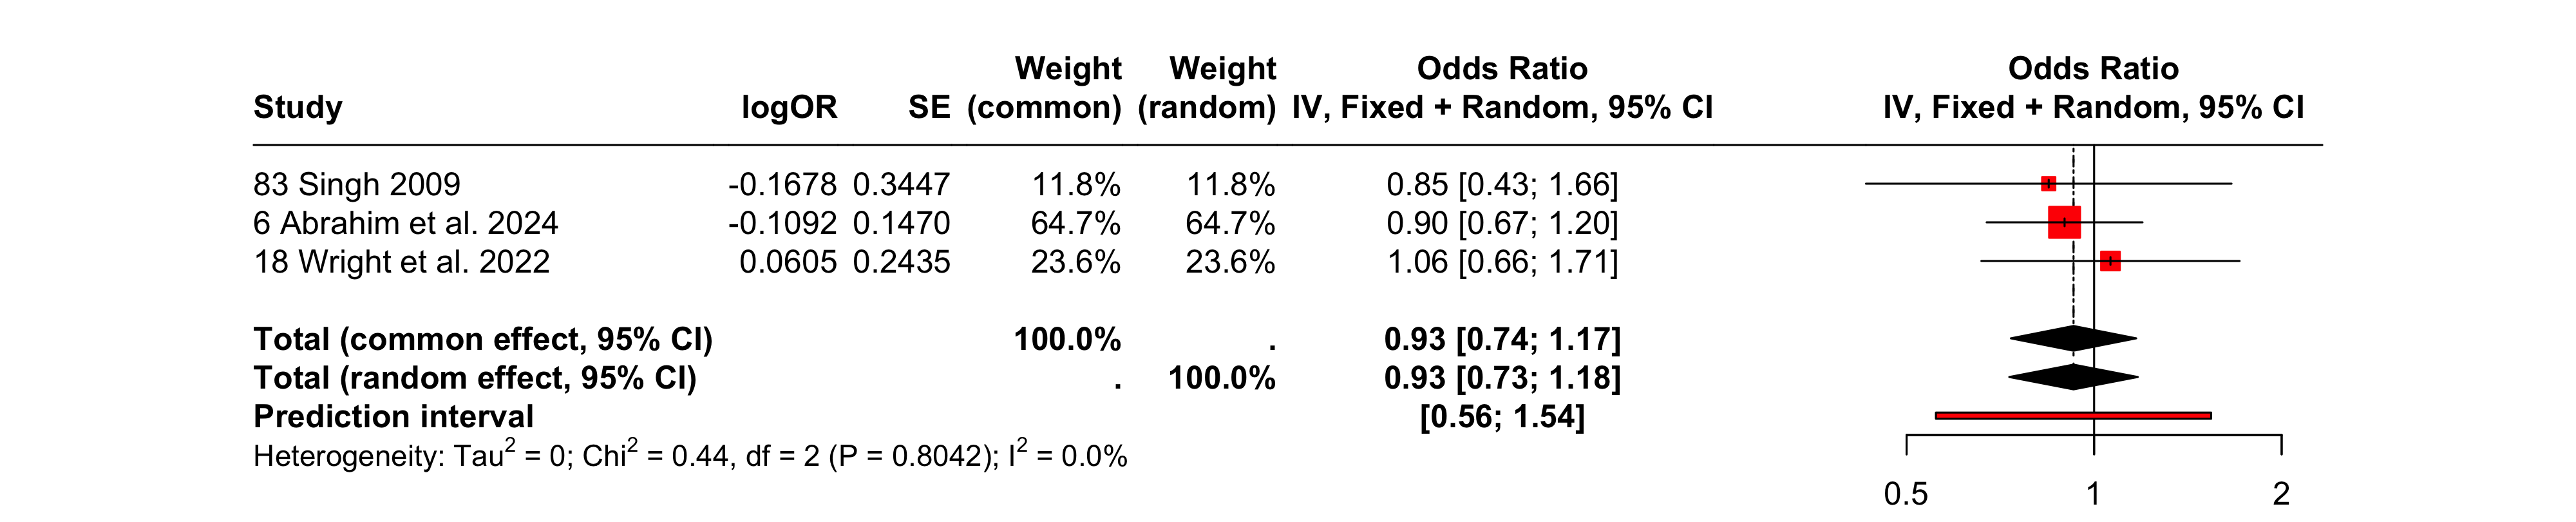 Weight Weight Odds Ratio Odds Ratio
Study logOR SE (common) (random) IV, Fixed + Random, 95% CI IV, Fixed + Random, 95% CI
83 Singh 2009 -0.1678 0.3447 11.8% 11.8% 0.85 [0.43; 1.66]
6 Abrahim et al. 2024 -0.1092 0.1470 64.7% 64.7% 0.90 [0.67; 1.20]
18 Wright et al. 2022 0.0605 0.2435 23.6% 23.6% 1.06 [0.66; 1.71]
Total (common effect, 95% CI) 100.0% . 0.93 [0.74; 1.17]
Total (random effect, 95% CI) . 100.0% 0.93 [0.73; 1.18]
Prediction interval [0.56; 1.54]
Heterogeneity: Tau² = 0; Chi² = 0.44, df = 2 (P = 0.8042); I² = 0.0%
0.5 1 2